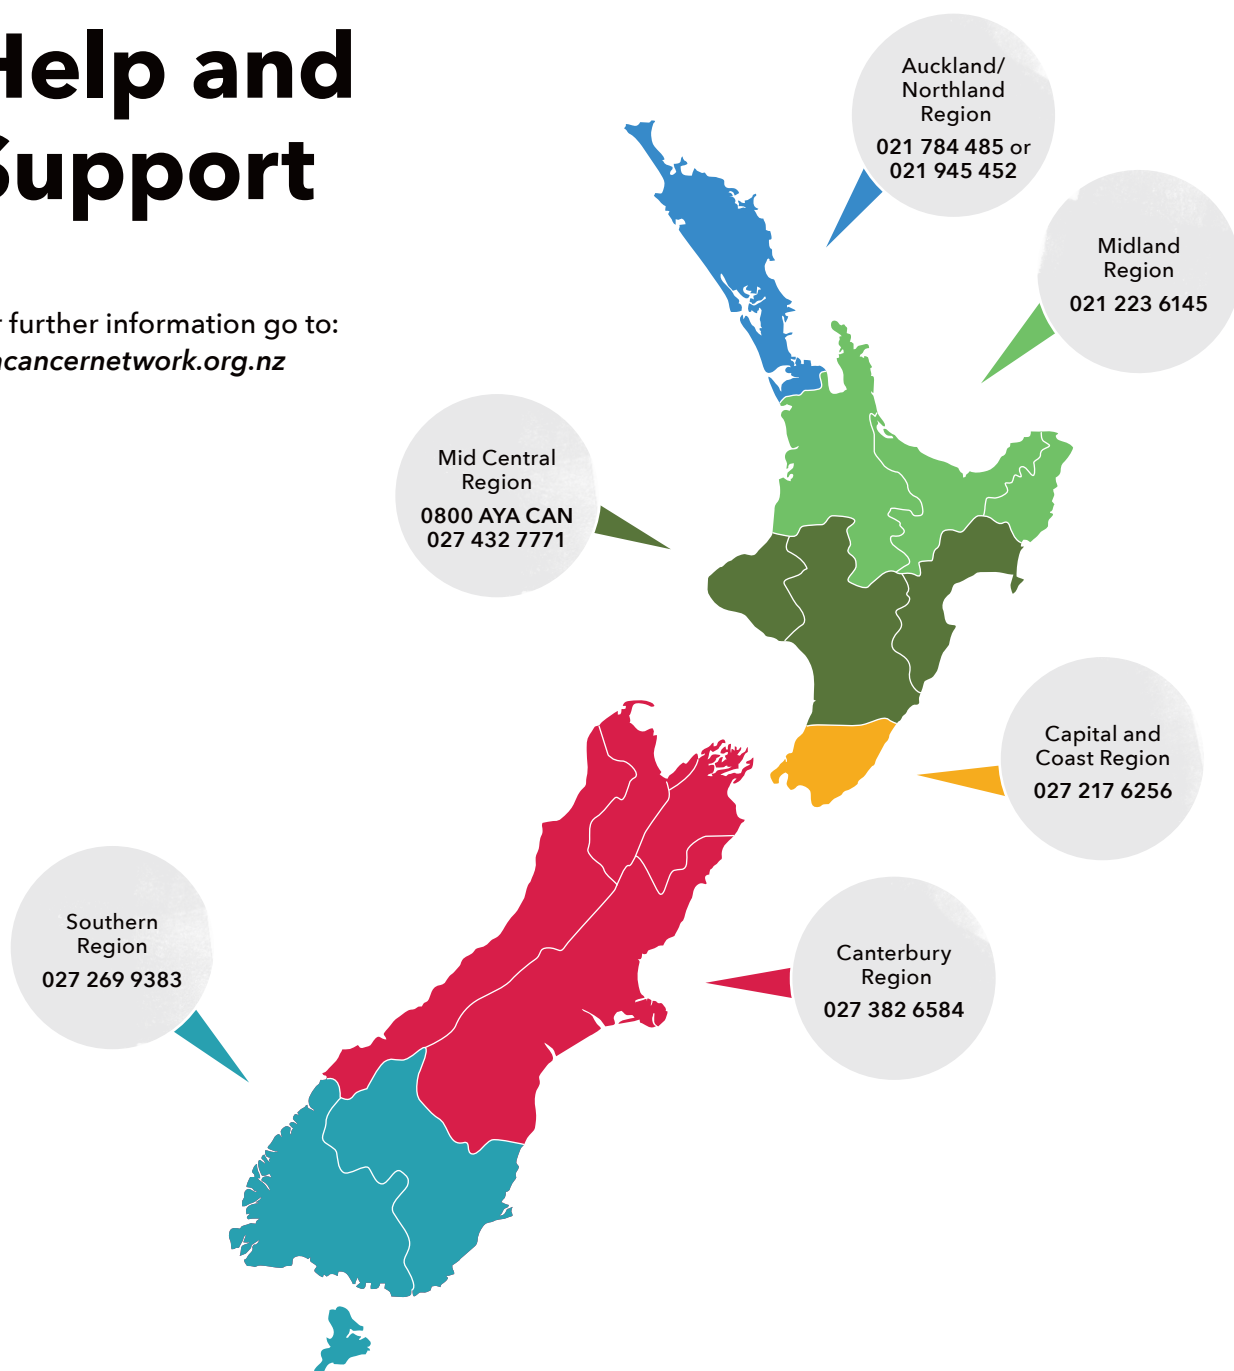 Help and
Support
further information go to:
cancernetwork.org.nz
Auckland/
Northland
Region
021 784 485 or
021 945 452
Midland
Region
021 223 6145
Mid Central
Region
0800 AYA CAN
027 432 7771
Capital and
Coast Region
027 217 6256
Southern
Region
027 269 9383
Canterbury
Region
027 382 6584